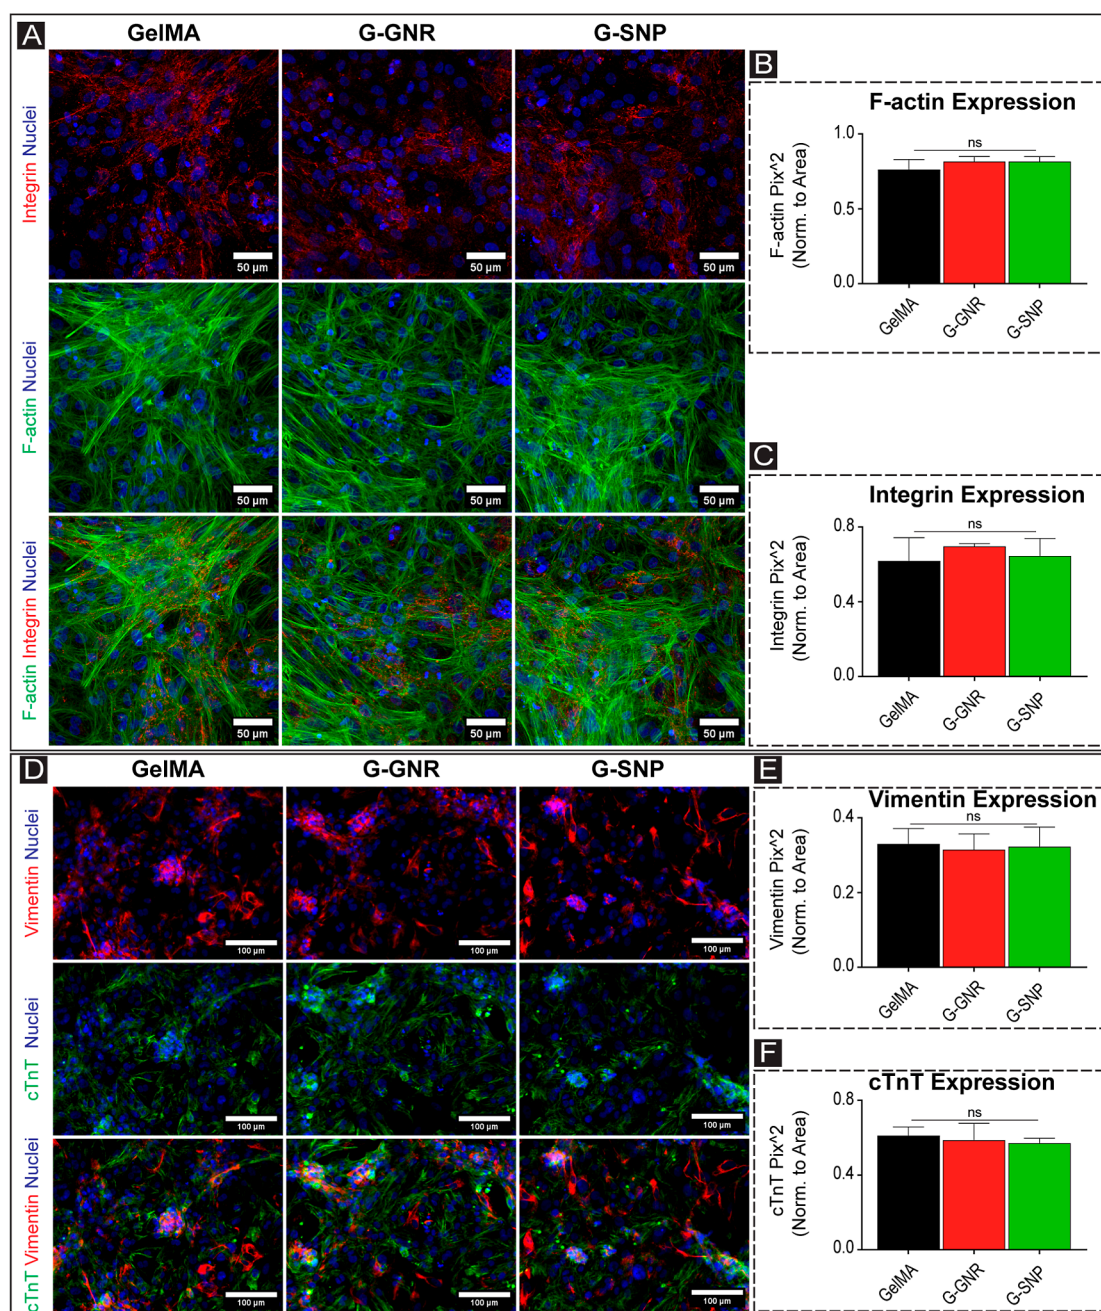 A
GelMA
G-GNR
G-SNP
Integrin Nuclei
50 µm
50 µm
50 µm
F-actin Nuclei
50 µm
50 µm
50 µm
F-actin Integrin Nuclei
50 µm
50 µm
50 µm
B
F-actin Expression
F-actin Pix^2
(Norm. to Area)
1.0
0.5
0.0
ns
GelMA
G-GNR
G-SNP
C
Integrin Expression
Integrin Pix^2
(Norm. to Area)
0.8
0.4
0.0
ns
GelMA
G-GNR
G-SNP
D
GelMA
G-GNR
G-SNP
Vimentin Nuclei
100 µm
100 µm
100 µm
cTnT Nuclei
100 µm
100 µm
100 µm
cTnT Vimentin Nuclei
100 µm
100 µm
100 µm
E
Vimentin Expression
Vimentin Pix^2
(Norm. to Area)
0.4
0.2
0.0
ns
GelMA
G-GNR
G-SNP
F
cTnT Expression
cTnT Pix^2
(Norm. to Area)
0.8
0.4
0.0
ns
GelMA
G-GNR
G-SNP